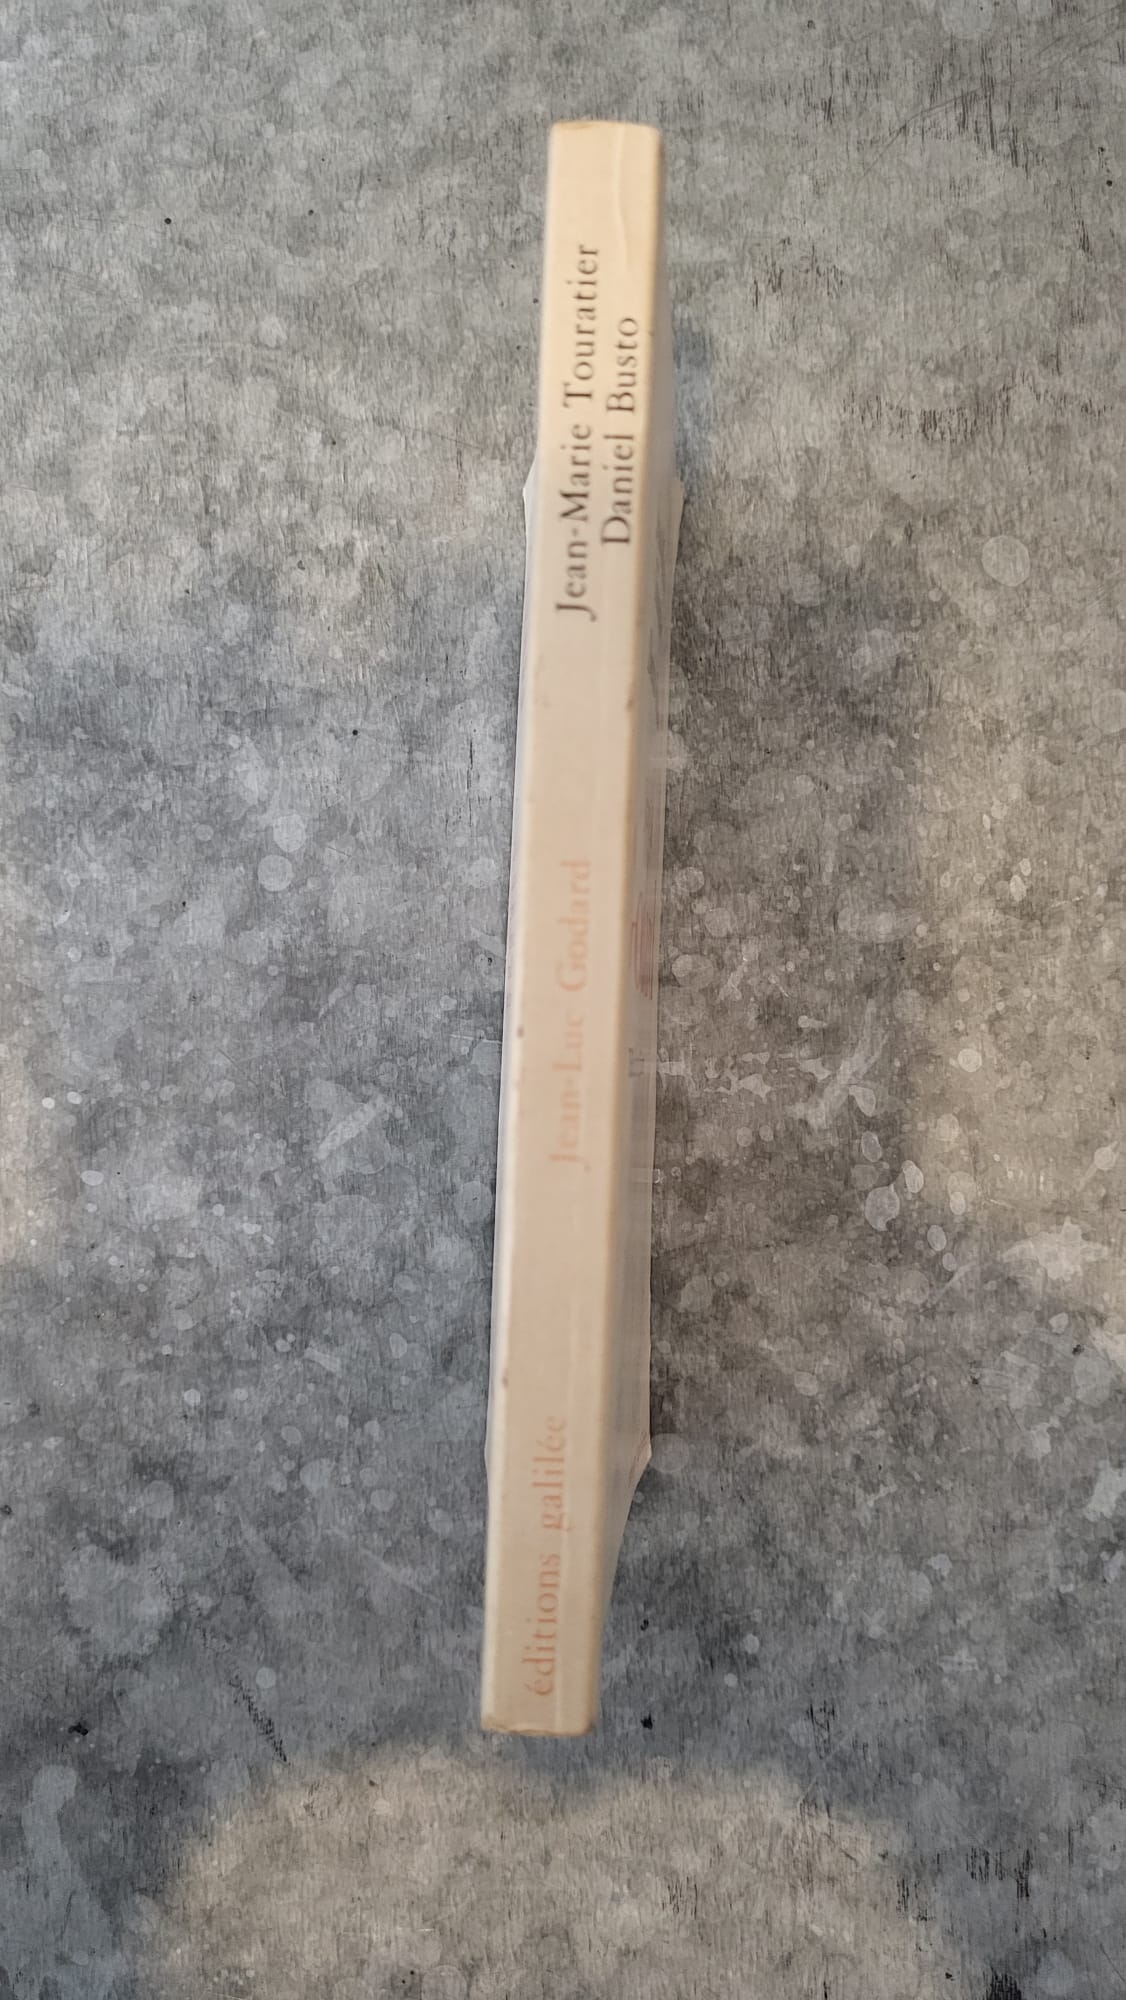 Jean-Marie Touratier
Daniel Busto
Jean-Luc Godard
éditions galilée